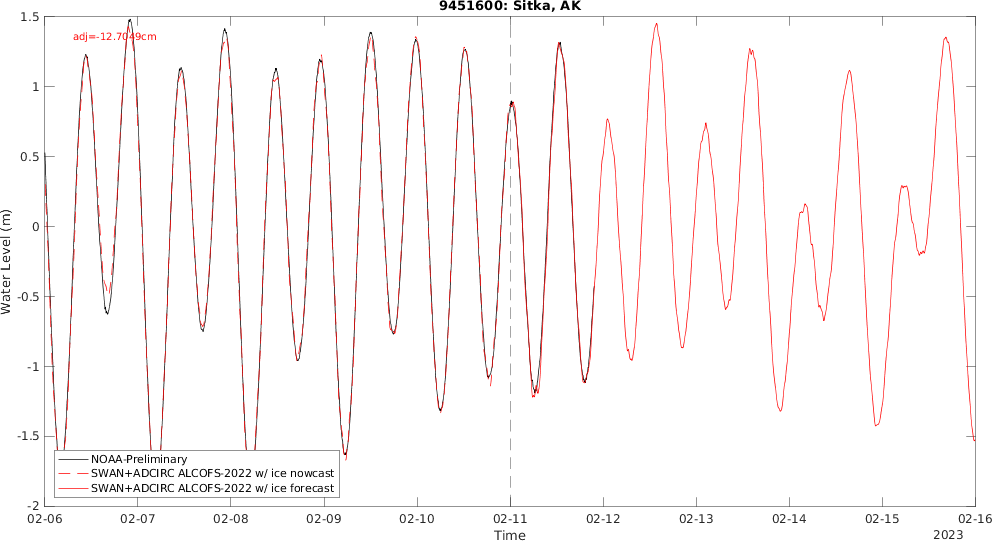 9451600: Sitka, AK
adj=-12.7049cm
1.5
1
0.5
0
-0.5
-1
-1.5
-2
Water Level (m)
NOAA-Preliminary
SWAN+ADCIRC ALCOFS-2022 w/ ice nowcast
SWAN+ADCIRC ALCOFS-2022 w/ ice forecast
02-06 02-07 02-08 02-09 02-10 02-11 02-12 02-13 02-14 02-15 02-16
Time
2023